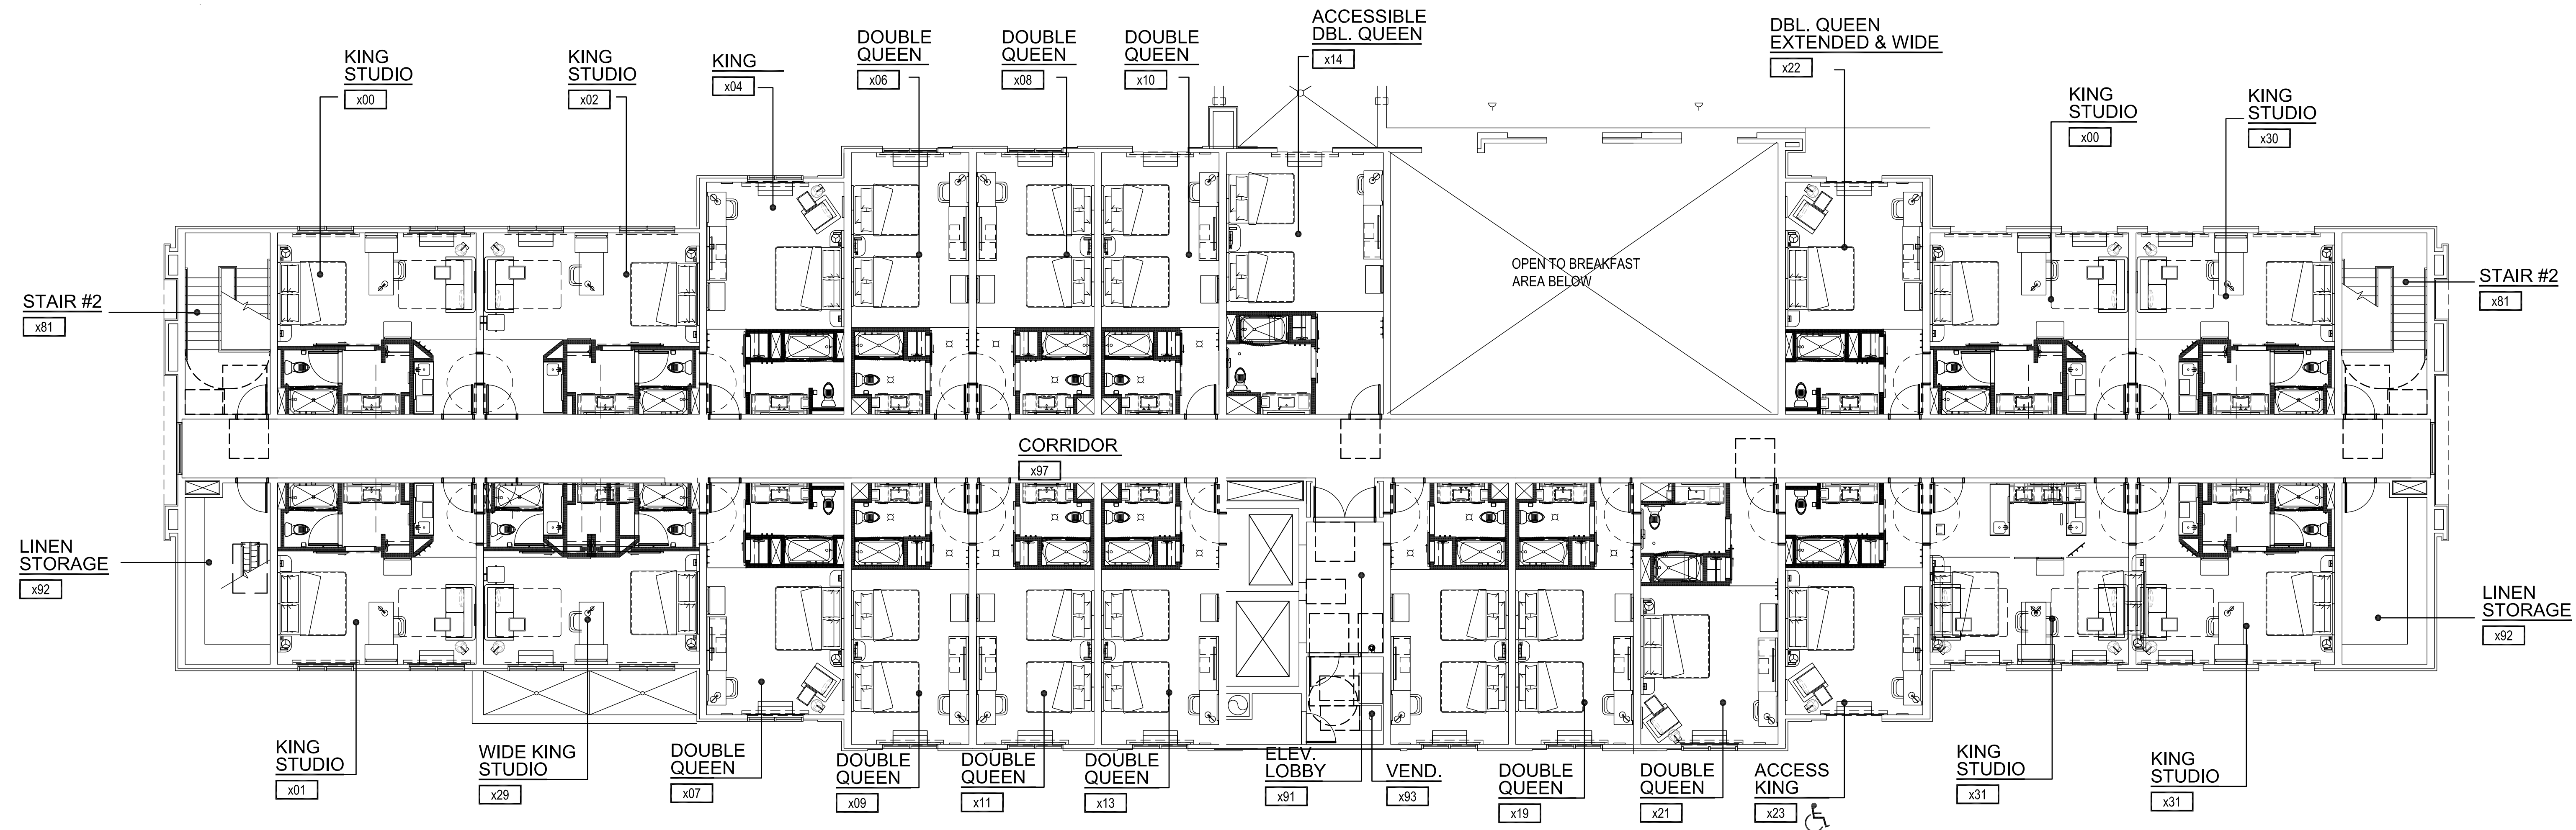 KING
STUDIO
x00
KING
STUDIO
x02
KING
x04
DOUBLE
QUEEN
x06
DOUBLE
QUEEN
x08
DOUBLE
QUEEN
x10
ACCESSIBLE
DBL. QUEEN
x14
DBL. QUEEN
EXTENDED & WIDE
x22
KING
STUDIO
x00
KING
STUDIO
x30
OPEN TO BREAKFAST
AREA BELOW
STAIR #2
x81
STAIR #2
x81
CORRIDOR
x97
LINEN
STORAGE
x92
LINEN
STORAGE
x92
KING
STUDIO
x01
WIDE KING
STUDIO
x29
DOUBLE
QUEEN
x07
DOUBLE
QUEEN
x09
DOUBLE
QUEEN
x11
DOUBLE
QUEEN
x13
ELEV.
LOBBY
x91
VEND.
x93
DOUBLE
QUEEN
x19
DOUBLE
QUEEN
x21
ACCESS
KING
x23
KING
STUDIO
x31
KING
STUDIO
x31